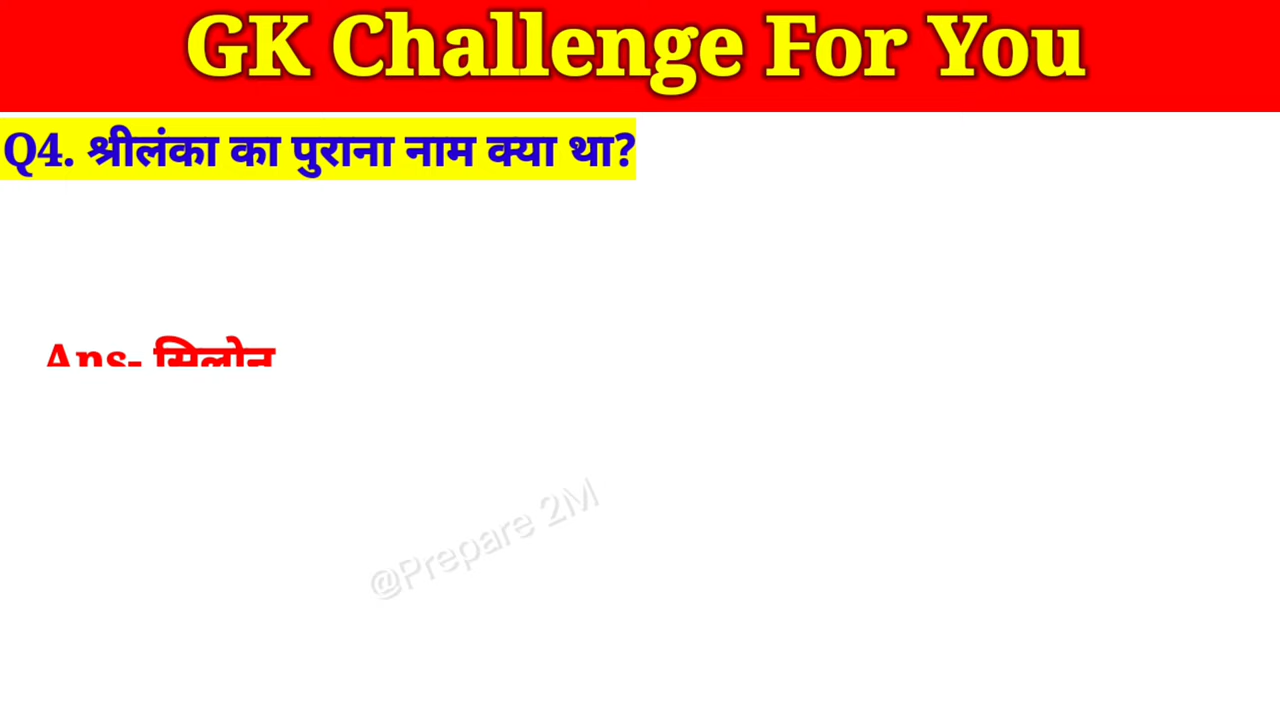 GK Challenge For You
Q4. श्रीलंका का पुराना नाम क्या था?
Ans- सिलोन
@Prepare 2M